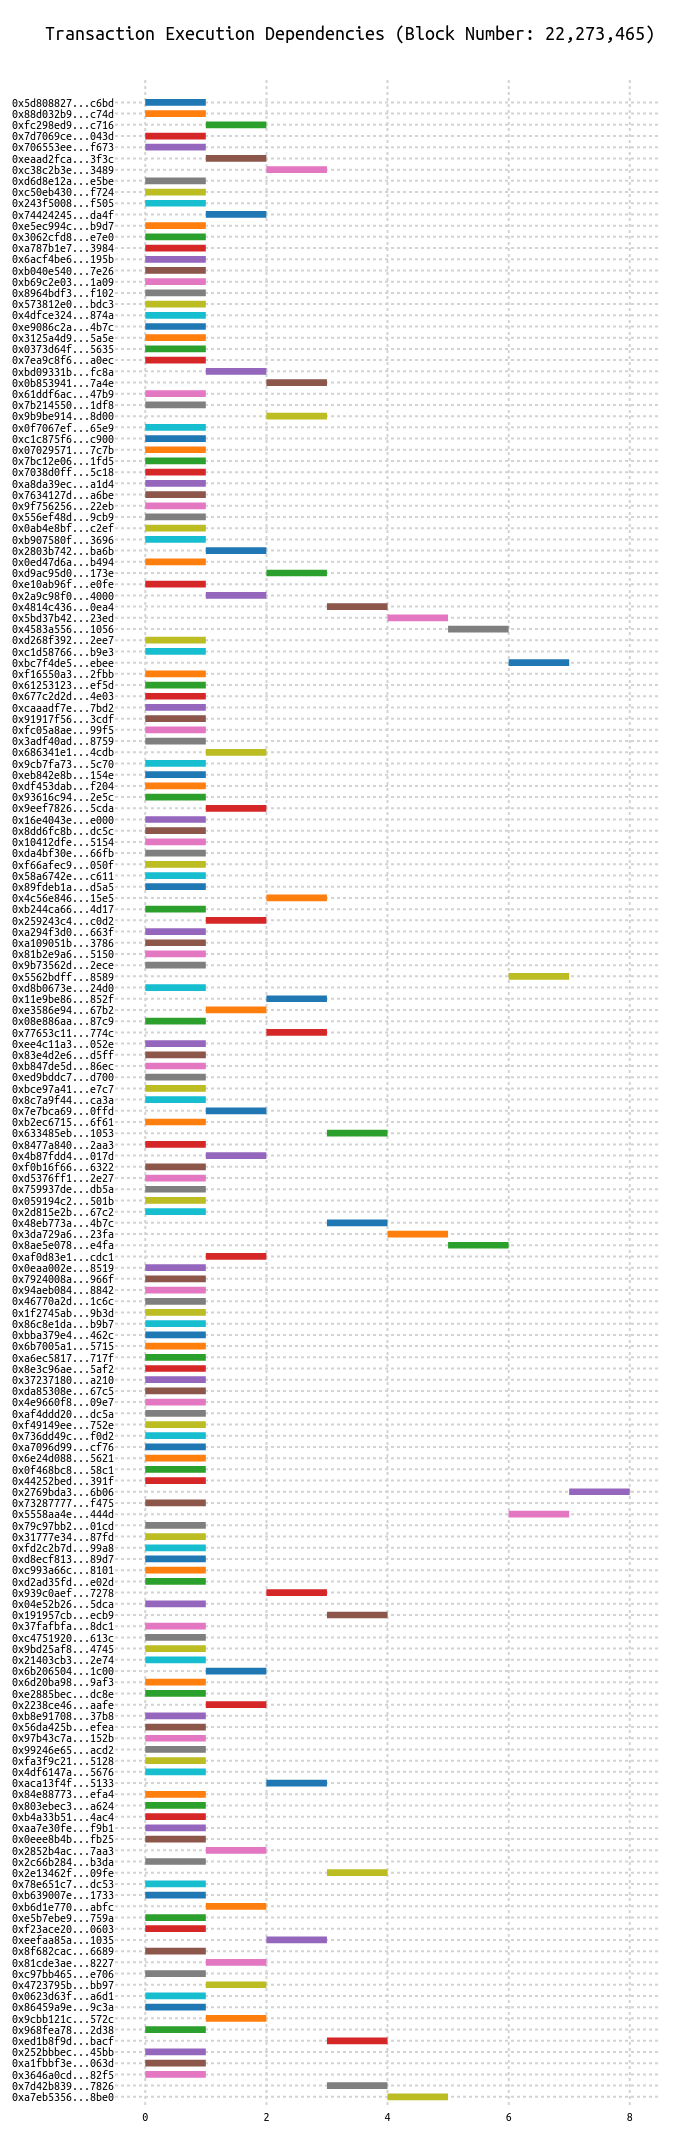 Transaction Execution Dependencies (Block Number: 22,273,465)
0x5d808827...c6bd
0x88d032b9...c74d
0xfc298ed9...c716
0x7d7069ce...043d
0x706553ee...f673
0xeaad2fca...3f3c
0xc38c2b3e...3489
0xd6d8e12a...e5be
0xc50eb430...f724
0x243f5008...f505
0x74424245...da4f
0xe5ec994c...b9d7
0x3062cfd8...e7e0
0xa787b1e7...3984
0x6acf4be6...195b
0xb040e540...7e26
0xb69c2e03...1a09
0x8964bdf3...f102
0x573812e0...bdc3
0x4dfce324...874a
0xe9086c2a...4b7c
0x3125a4d9...5a5e
0x0373d64f...5635
0x7ea9c8f6...a0ec
0xbd09331b...fc8a
0x0b853941...7a4e
0x61ddf6ac...47b9
0x7b214550...1df8
0x9b9be914...8d00
0x0f7067ef...65e9
0xc1c875f6...c900
0x07029571...7c7b
0x7bc12e06...1fd5
0x7038d0ff...5c18
0xa8da39ec...a1d4
0x7634127d...a6be
0x9f756256...22eb
0x556ef48d...9cb9
0x0ab4e8bf...c2ef
0xb907580f...3696
0x2803b742...ba6b
0x0ed47d6a...b494
0xd9ac95d0...173e
0xe10ab96f...e0fe
0x2a9c98f0...4000
0x4814c436...0ea4
0x5bd37b42...23ed
0x4583a556...1056
0xd268f392...2ee7
0xc1d58766...b9e3
0xbc7f4de5...ebee
0xf16550a3...2fbb
0x61253123...ef5d
0x677c2d2d...4e03
0xcaaadf7e...7bd2
0x91917f56...3cdf
0xfc05a8ae...99f5
0x3adf40ad...8759
0x686341e1...4cdb
0x9cb7fa73...5c70
0xeb842e8b...154e
0xdf453dab...f204
0x93616c94...2e5c
0x9eef7826...5cda
0x16e4043e...e000
0x8dd6fc8b...dc5c
0x10412dfe...5154
0xda4bf30e...66fb
0xf66afec9...050f
0x58a6742e...c611
0x89fdeb1a...d5a5
0x4c56e846...15e5
0xb244ca66...4d17
0x259243c4...c0d2
0xa294f3d0...663f
0xa109051b...3786
0x81b2e9a6...5150
0x9b73562d...2ece
0x5562bdff...8589
0xd8b0673e...24d0
0x11e9be86...852f
0xe3586e94...67b2
0x08e886aa...87c9
0x77653c11...774c
0xee4c11a3...052e
0x83e4d2e6...d5ff
0xb847de5d...86ec
0xed9bddc7...d700
0xbce97a41...e7c7
0x8c7a9f44...ca3a
0x7e7bca69...0ffd
0xb2ec6715...6f61
0x633485eb...1053
0x8477a840...2aa3
0x4b87fdd4...017d
0xf0b16f66...6322
0xd5376ff1...2e27
0x759937de...db5a
0x059194c2...501b
0x2d815e2b...67c2
0x48eb773a...4b7c
0x3da729a6...23fa
0x8ae5e078...e4fa
0xaf0d83e1...cdc1
0x0eaa002e...8519
0x7924008a...966f
0x94aeb084...8842
0x46770a2d...1c6c
0x1f2745ab...9b3d
0x86c8e1da...b9b7
0xbba379e4...462c
0x6b7005a1...5715
0xa6ec5817...717f
0x8e3c96ae...5af2
0x37237180...a210
0xda85308e...67c5
0x4e9660f8...09e7
0xaf4ddd20...dc5a
0xf49149ee...752e
0x736dd49c...f0d2
0xa7096d99...cf76
0x6e24d088...5621
0x0f468bc8...58c1
0x44252bed...391f
0x2769bda3...6b06
0x73287777...f475
0x5558aa4e...444d
0x79c97bb2...01cd
0x31777e34...87fd
0xfd2c2b7d...99a8
0xd8ecf813...89d7
0xc993a66c...8101
0xd2ad35fd...e02d
0x939c0aef...7278
0x04e52b26...5dca
0x191957cb...ecb9
0x37fafbfa...8dc1
0xc4751920...613c
0x9bd25af8...4745
0x21403cb3...2e74
0x6b206504...1c00
0x6d20ba98...9af3
0xe2885bec...dc8e
0x2238ce46...aafe
0xb8e91708...37b8
0x56da425b...efea
0x97b43c7a...152b
0x99246e65...acd2
0xfa3f9c21...5128
0x4df6147a...5676
0xaca13f4f...5133
0x84e88773...efa4
0x803ebec3...a624
0xb4a33b51...4ac4
0xaa7e30fe...f9b1
0x0eee8b4b...fb25
0x2852b4ac...7aa3
0x2c66b284...b3da
0x2e13462f...09fe
0x78e651c7...dc53
0xb639007e...1733
0xb6d1e770...abfc
0xe5b7ebe9...759a
0xf23ace20...0603
0xeefaa85a...1035
0x8f682cac...6689
0x81cde3ae...8227
0xc97bb465...e706
0x4723795b...bb97
0x0623d63f...a6d1
0x86459a9e...9c3a
0x9cbb121c...572c
0x968fea78...2d38
0xed1b8f9d...bacf
0x252bbbec...45bb
0xa1fbbf3e...063d
0x3646a0cd...82f5
0x7d42b839...7826
0xa7eb5356...8be0
0 2 4 6 8